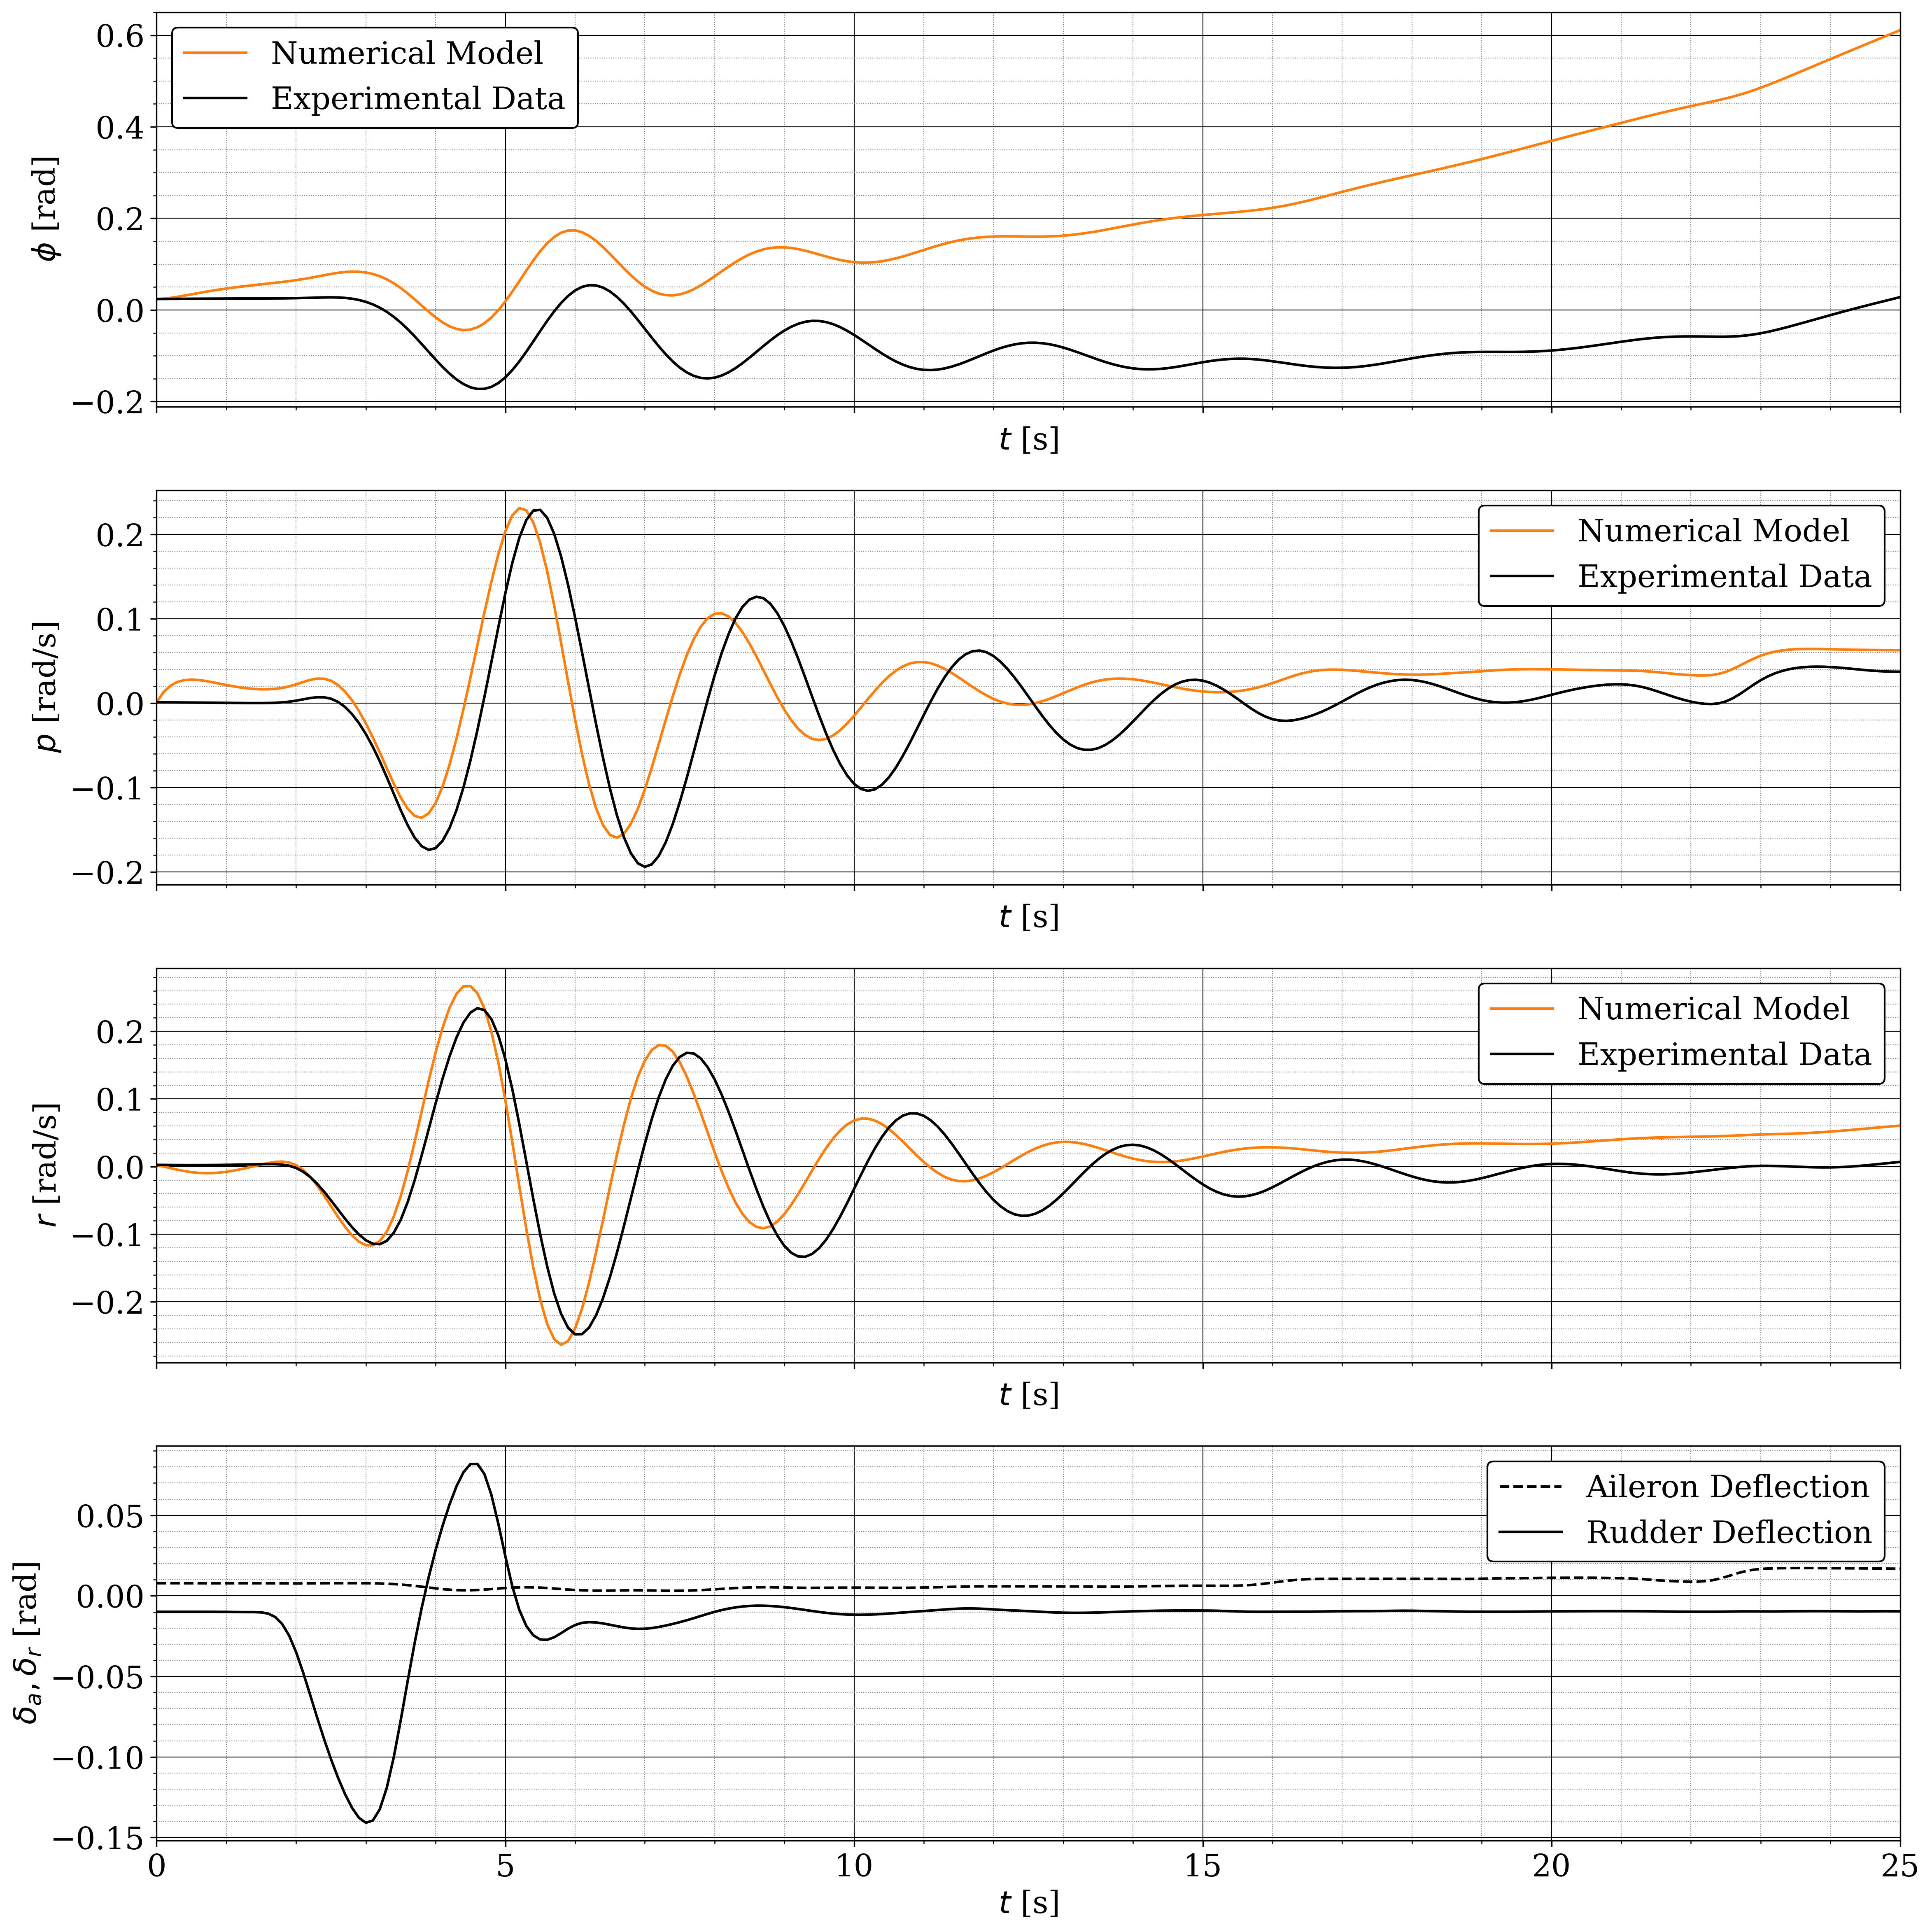 0.6
0.4
0.2
0.0
−0.2
ϕ [rad]
Numerical Model
Experimental Data
t [s]
0.2
0.1
0.0
−0.1
−0.2
p [rad/s]
Numerical Model
Experimental Data
t [s]
0.2
0.1
0.0
−0.1
−0.2
r [rad/s]
Numerical Model
Experimental Data
t [s]
0.05
0.00
−0.05
−0.10
−0.15
δₐ, δᵣ [rad]
Aileron Deflection
Rudder Deflection
0 5 10 15 20 25
t [s]